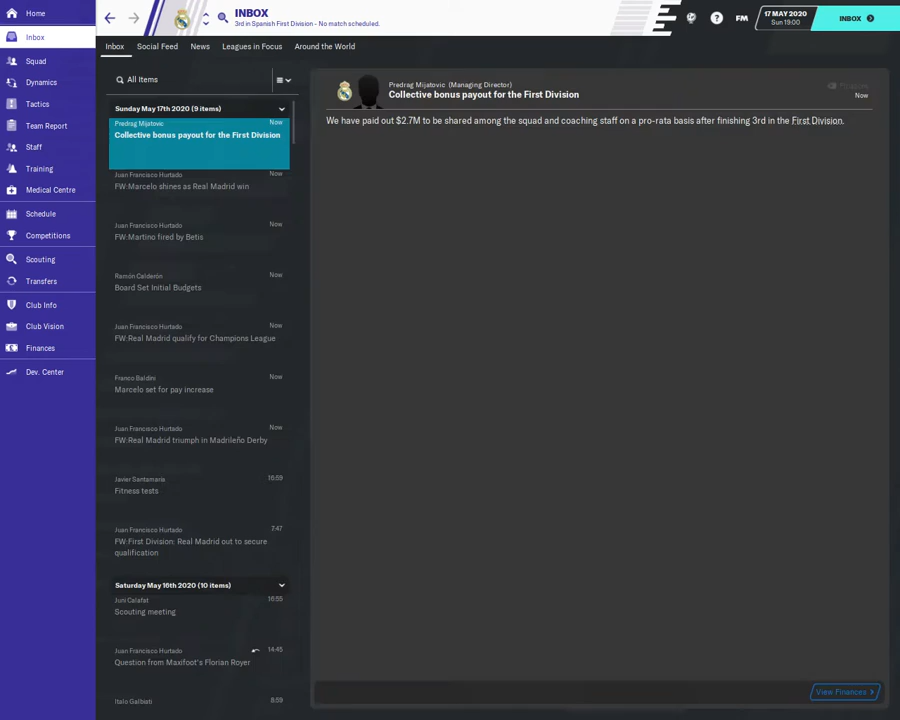 Home
Inbox
Squad
Dynamics
Tactics
Team Report
Staff
Training
Medical Centre
Schedule
Competitions
Scouting
Transfers
Club Info
Club Vision
Finances
Dev. Center
INBOX
3rd in Spanish First Division - No match scheduled.
FM
17 MAY 2020
Sun 19:00
INBOX
Inbox
Social Feed
News
Leagues in Focus
Around the World
All Items
Sunday May 17th 2020 (9 items)
Predrag Mijatovic
Now
Collective bonus payout for the First Division
Juan Francisco Hurtado
Now
FW:Marcelo shines as Real Madrid win
Juan Francisco Hurtado
Now
FW:Martino fired by Betis
Ramón Calderón
Now
Board Set Initial Budgets
Juan Francisco Hurtado
Now
FW:Real Madrid qualify for Champions League
Franco Baldini
Now
Marcelo set for pay increase
Juan Francisco Hurtado
Now
FW:Real Madrid triumph in Madrileño Derby
Javier Santamaría
16:59
Fitness tests
Juan Francisco Hurtado
7:47
FW:First Division: Real Madrid out to secure
qualification
Saturday May 16th 2020 (10 items)
Juni Calafat
16:55
Scouting meeting
Juan Francisco Hurtado
14:45
Question from Maxifoot's Florian Royer
Italo Galbiati
8:59
Predrag Mijatovic (Managing Director)
Collective bonus payout for the First Division
Now
We have paid out $2.7M to be shared among the squad and coaching staff on a pro-rata basis after finishing 3rd in the First Division.
View Finances